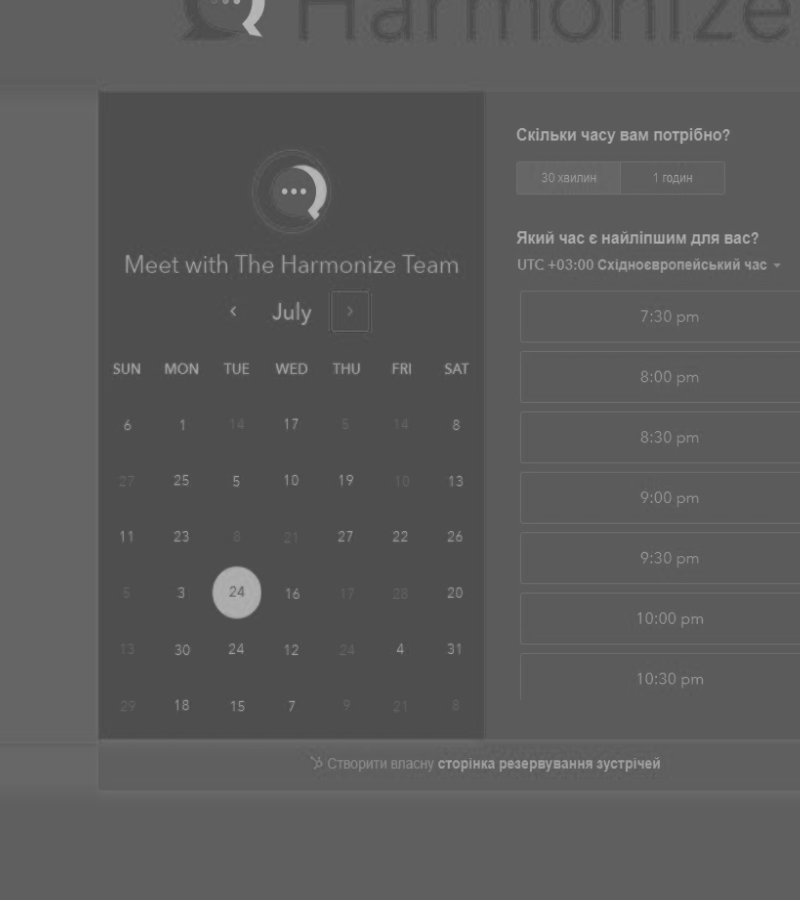 Harmonize
Meet with The Harmonize Team
July
SUN MON TUE WED THU FRI SAT
6 1 14 17 5 14 8
27 25 5 10 19 10 13
11 23 8 21 27 22 26
5 3 24 16 17 28 20
13 30 24 12 24 4 31
29 18 15 7 9 21 8
Скільки часу вам потрібно?
30 хвилин 1 годин
Який час є найліпшим для вас?
UTC +03:00 Східноєвропейський час
7:30 pm
8:00 pm
8:30 pm
9:00 pm
9:30 pm
10:00 pm
10:30 pm
Створити власну сторінка резервування зустрічей